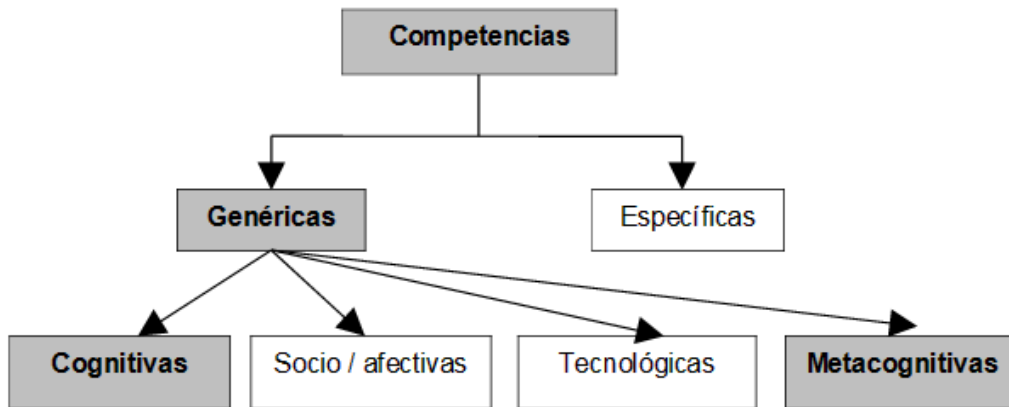 Competencias
Genéricas
Específicas
Cognitivas
Socio / afectivas
Tecnológicas
Metacognitivas